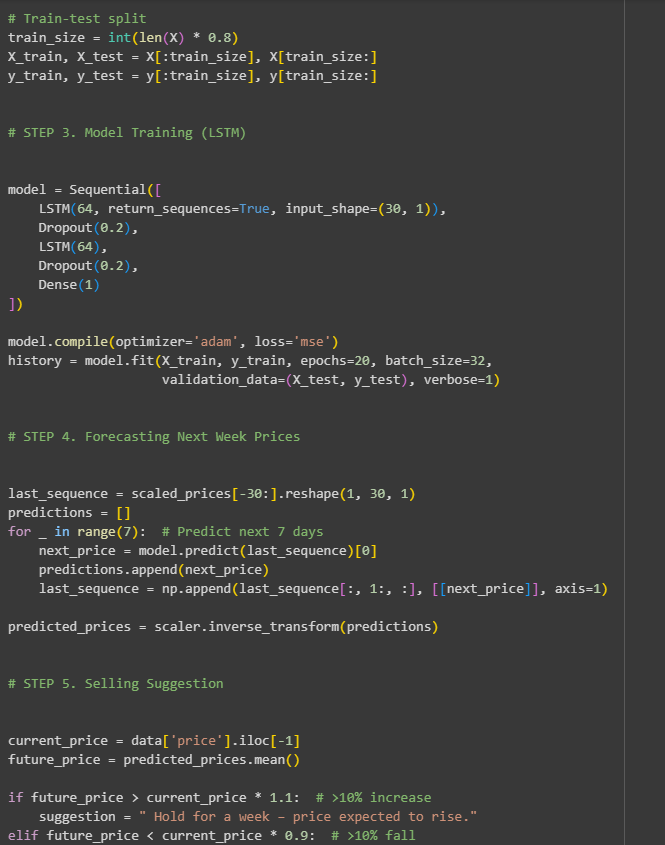 # Train-test split
train_size = int(len(X) * 0.8)
X_train, X_test = X[:train_size], X[train_size:]
y_train, y_test = y[:train_size], y[train_size:]
# STEP 3. Model Training (LSTM)
model = Sequential([
    LSTM(64, return_sequences=True, input_shape=(30, 1)),
    Dropout(0.2),
    LSTM(64),
    Dropout(0.2),
    Dense(1)
])
model.compile(optimizer='adam', loss='mse')
history = model.fit(X_train, y_train, epochs=20, batch_size=32,
                    validation_data=(X_test, y_test), verbose=1)
# STEP 4. Forecasting Next Week Prices
last_sequence = scaled_prices[-30:].reshape(1, 30, 1)
predictions = []
for _ in range(7):  # Predict next 7 days
    next_price = model.predict(last_sequence)[0]
    predictions.append(next_price)
    last_sequence = np.append(last_sequence[:, 1:, :], [[next_price]], axis=1)
predicted_prices = scaler.inverse_transform(predictions)
# STEP 5. Selling Suggestion
current_price = data['price'].iloc[-1]
future_price = predicted_prices.mean()
if future_price > current_price * 1.1:  # >10% increase
    suggestion = " Hold for a week – price expected to rise."
elif future_price < current_price * 0.9:  # >10% fall